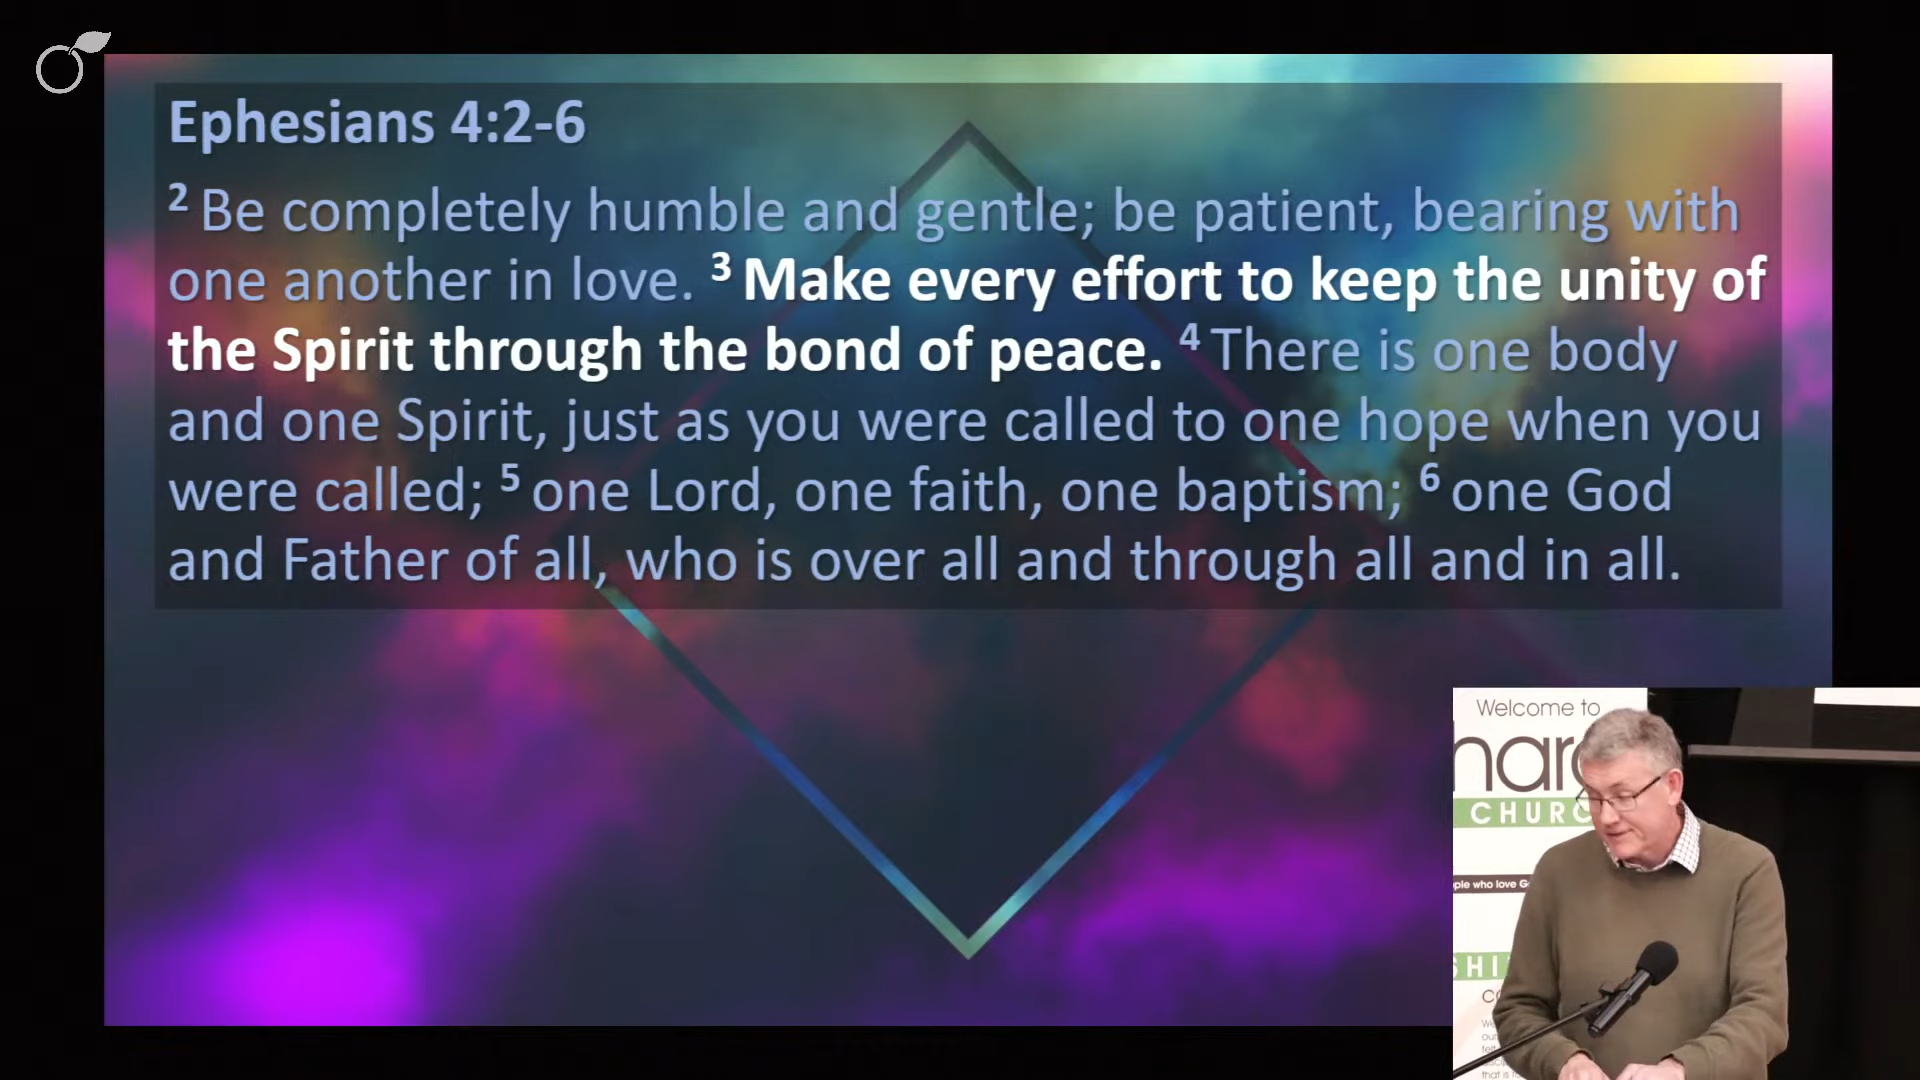 Ephesians 4:2-6
2 Be completely humble and gentle; be patient, bearing with
one another in love. 3 Make every effort to keep the unity of
the Spirit through the bond of peace. 4 There is one body
and one Spirit, just as you were called to one hope when you
were called; 5 one Lord, one faith, one baptism; 6 one God
and Father of all, who is over all and through all and in all.
Welcome to
who love